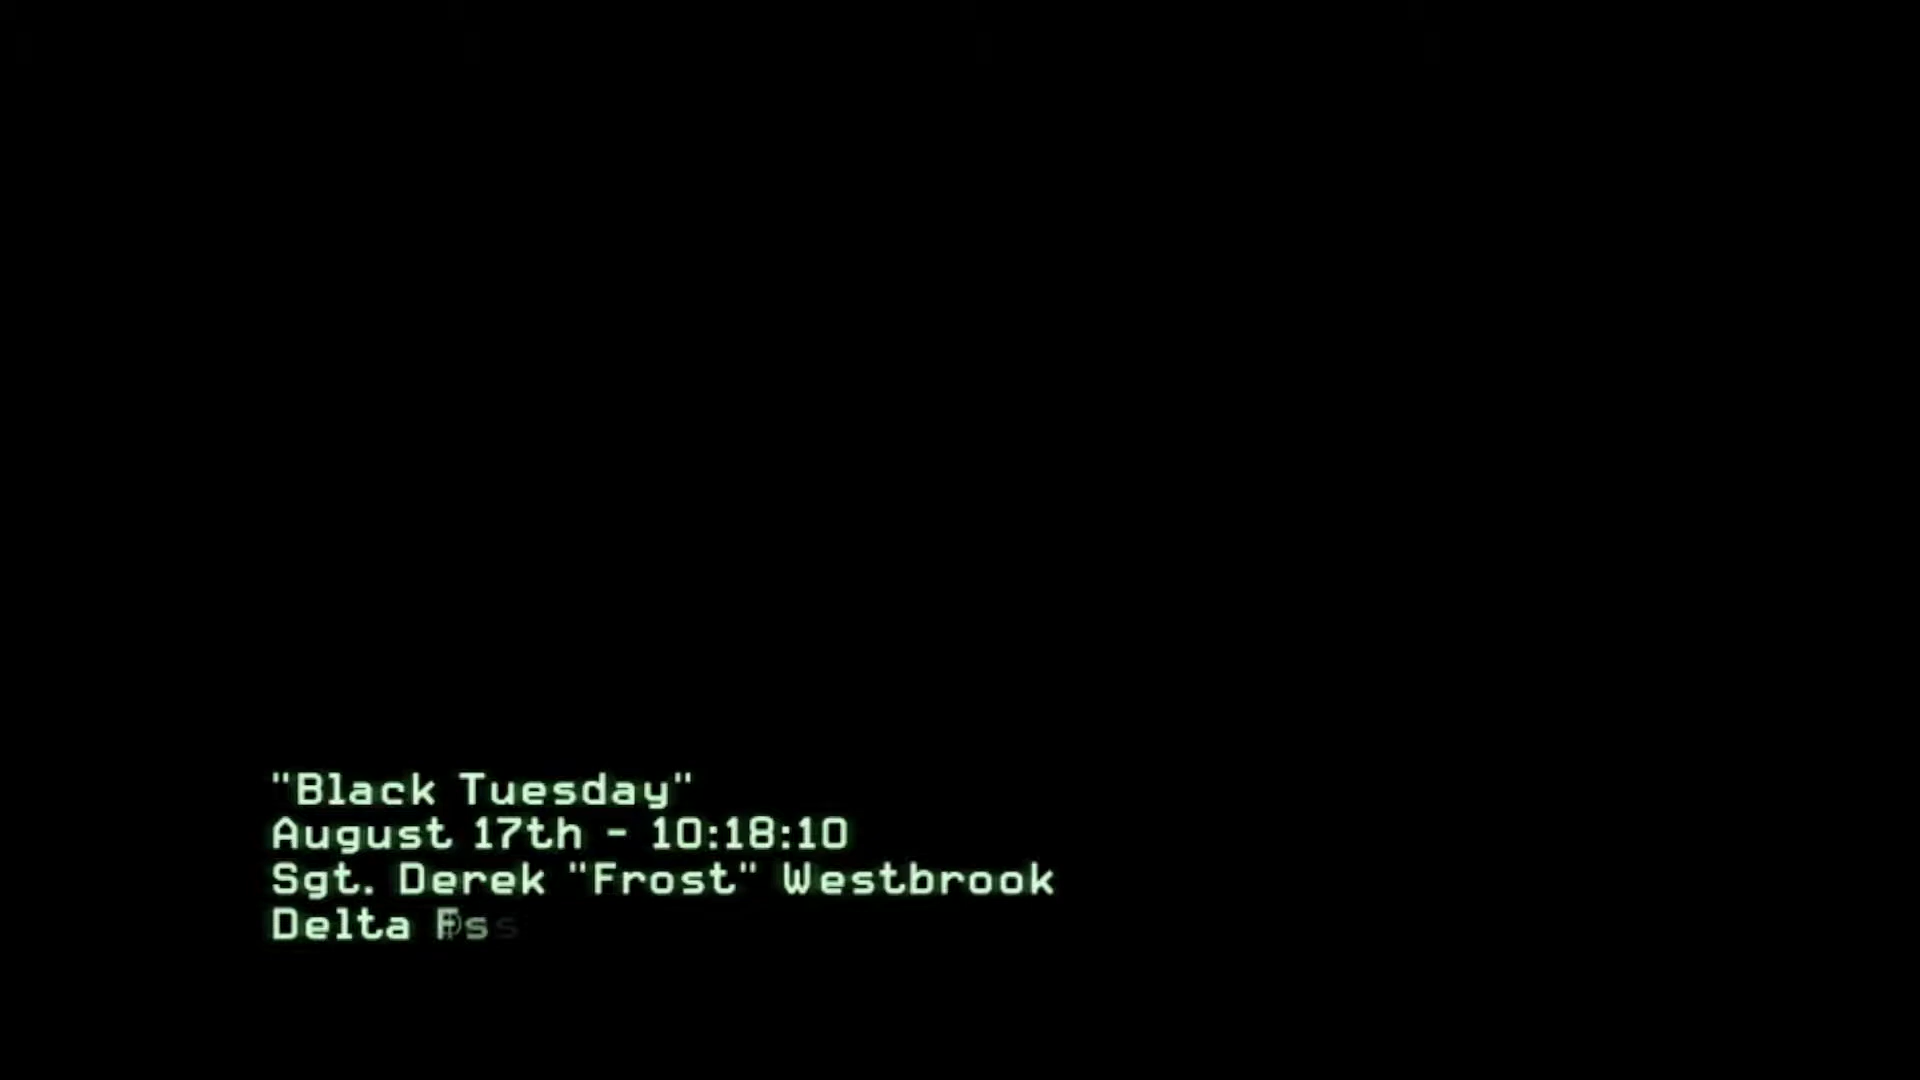 "Black Tuesday"
August 17th - 10:18:10
Sgt. Derek "Frost" Westbrook
Delta